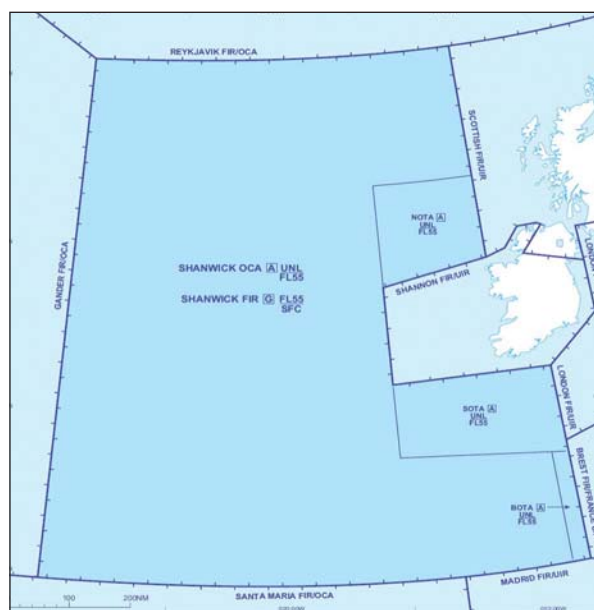 REYKJAVIK FIR/OCA
SCOTTISH FIR/UIR
NOTA A
UNL
FL55
GANDER FIR/OCA
SHANWICK OCA A UNL
FL55
SHANWICK FIR G FL55
SFC
SHANNON FIR/UIR
LONDON
LONDON FIR/UIR
SOTA A
UNL
FL55
BREST FIR/FRANCE
BOTA A
UNL
FL55
MADRID FIR/UIR
SANTA MARIA FIR/OCA
100 200NM